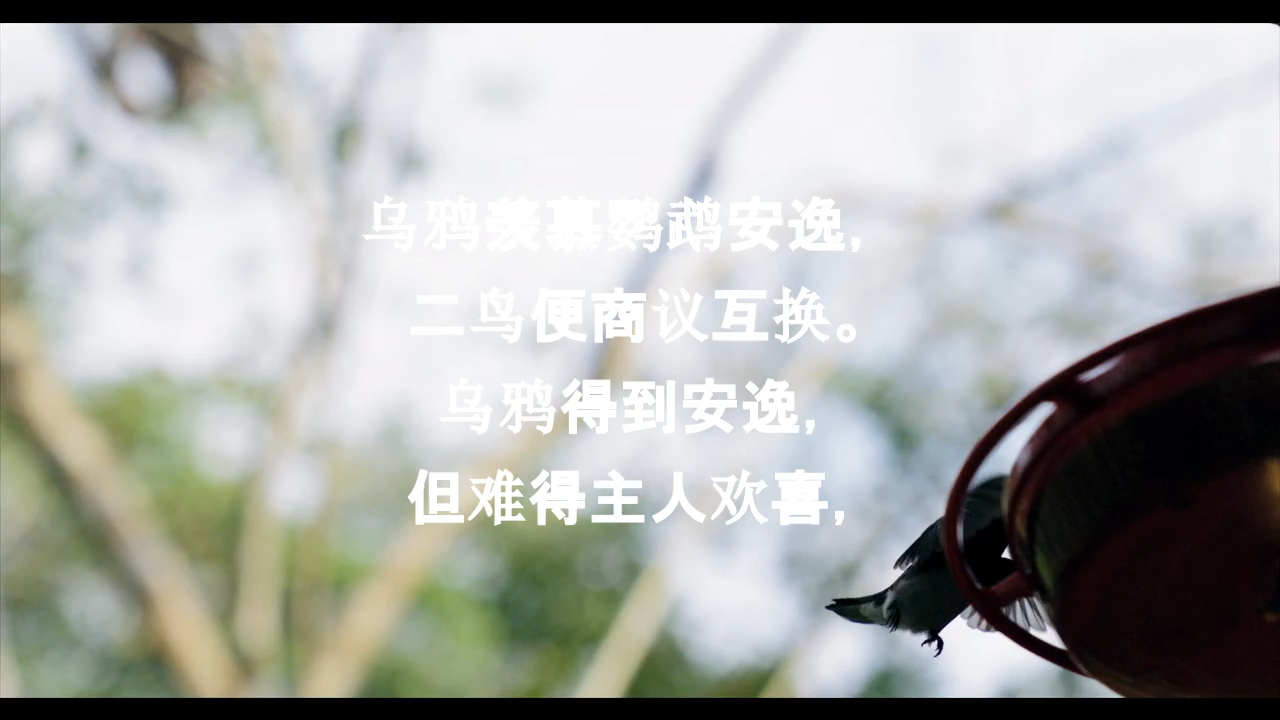 乌鸦羡慕鹦鹉安逸,
二鸟便商议互换。
乌鸦得到安逸,
但难得主人欢喜,